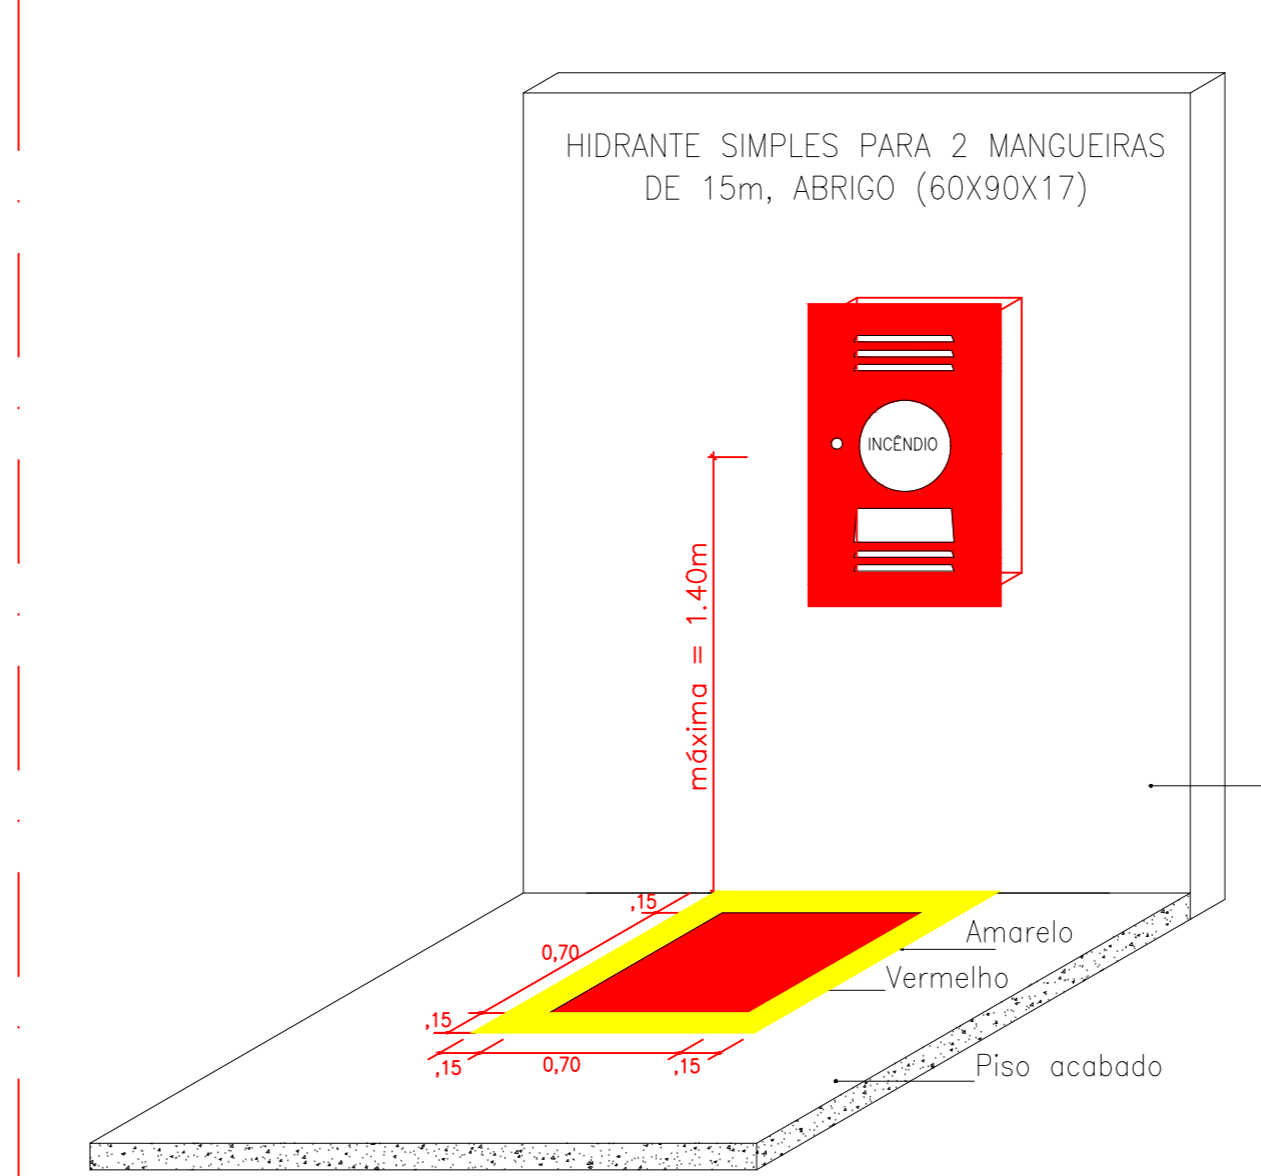 HIDRANTE SIMPLES PARA 2 MANGUEIRAS
DE 15m, ABRIGO (60X90X17)
INCÊNDIO
máxima = 1.40m
,15
0,70
,15
,15
0,70
,15
Amarelo
Vermelho
Piso acabado